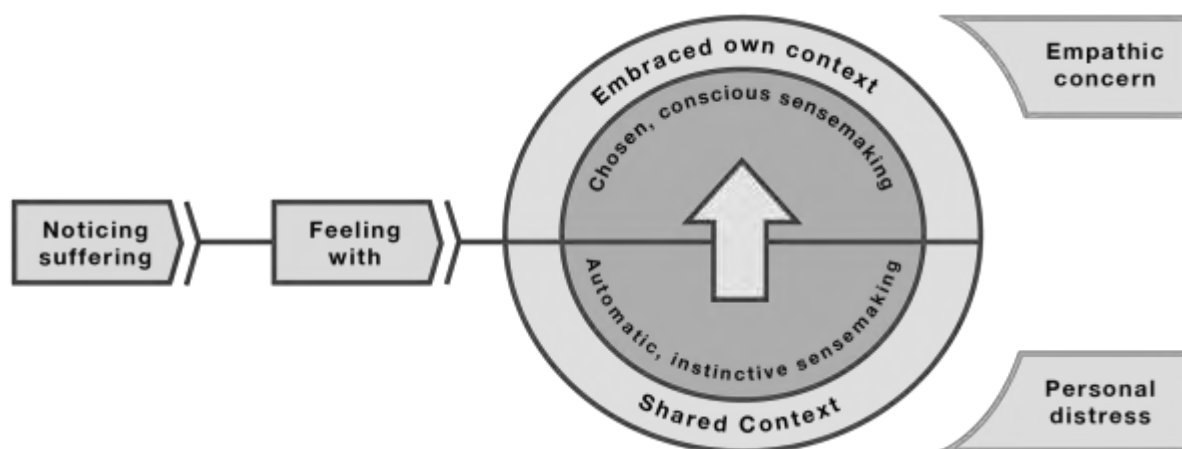 Noticing
suffering
Feeling
with
Embraced own context
Chosen, conscious sensemaking
Automatic, instinctive sensemaking
Shared Context
Empathic
concern
Personal
distress